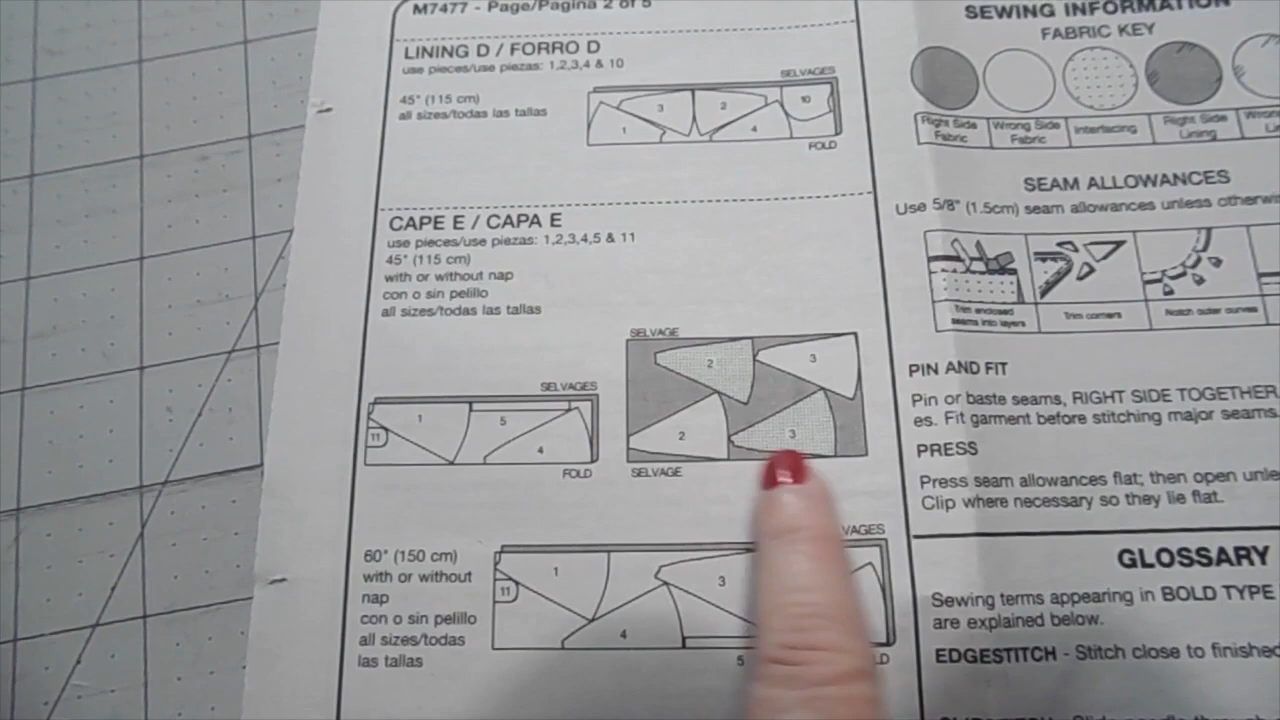 M7477 - Page/Pagina 2 of 5
LINING D / FORRO D
use pieces/use piezas: 1,2,3,4 & 10
45" (115 cm)
all sizes/todas las tallas
SELVAGES
3
2
10
1
4
FOLD
CAPE E / CAPA E
use pieces/use piezas: 1,2,3,4,5 & 11
45" (115 cm)
with or without nap
con o sin pelillo
all sizes/todas las tallas
SELVAGES
1
5
11
4
FOLD
SELVAGE
2
3
2
3
SELVAGE
60" (150 cm)
with or without
nap
con o sin pelillo
all sizes/todas
las tallas
VAGES
1
3
11
4
5
LD
SEWING INFORMATION
FABRIC KEY
Right Side
Fabric
Wrong Side
Fabric
Interfacing
Right Side
Lining
SEAM ALLOWANCES
Use 5/8" (1.5cm) seam allowances unless otherwi
Trim enclosed
seams into layers
Trim corners
Notch outer curves
PIN AND FIT
Pin or baste seams, RIGHT SIDE TOGETHER
es. Fit garment before stitching major seams
PRESS
Press seam allowances flat; then open unle
Clip where necessary so they lie flat.
GLOSSARY
Sewing terms appearing in BOLD TYPE
are explained below.
EDGESTITCH - Stitch close to finished